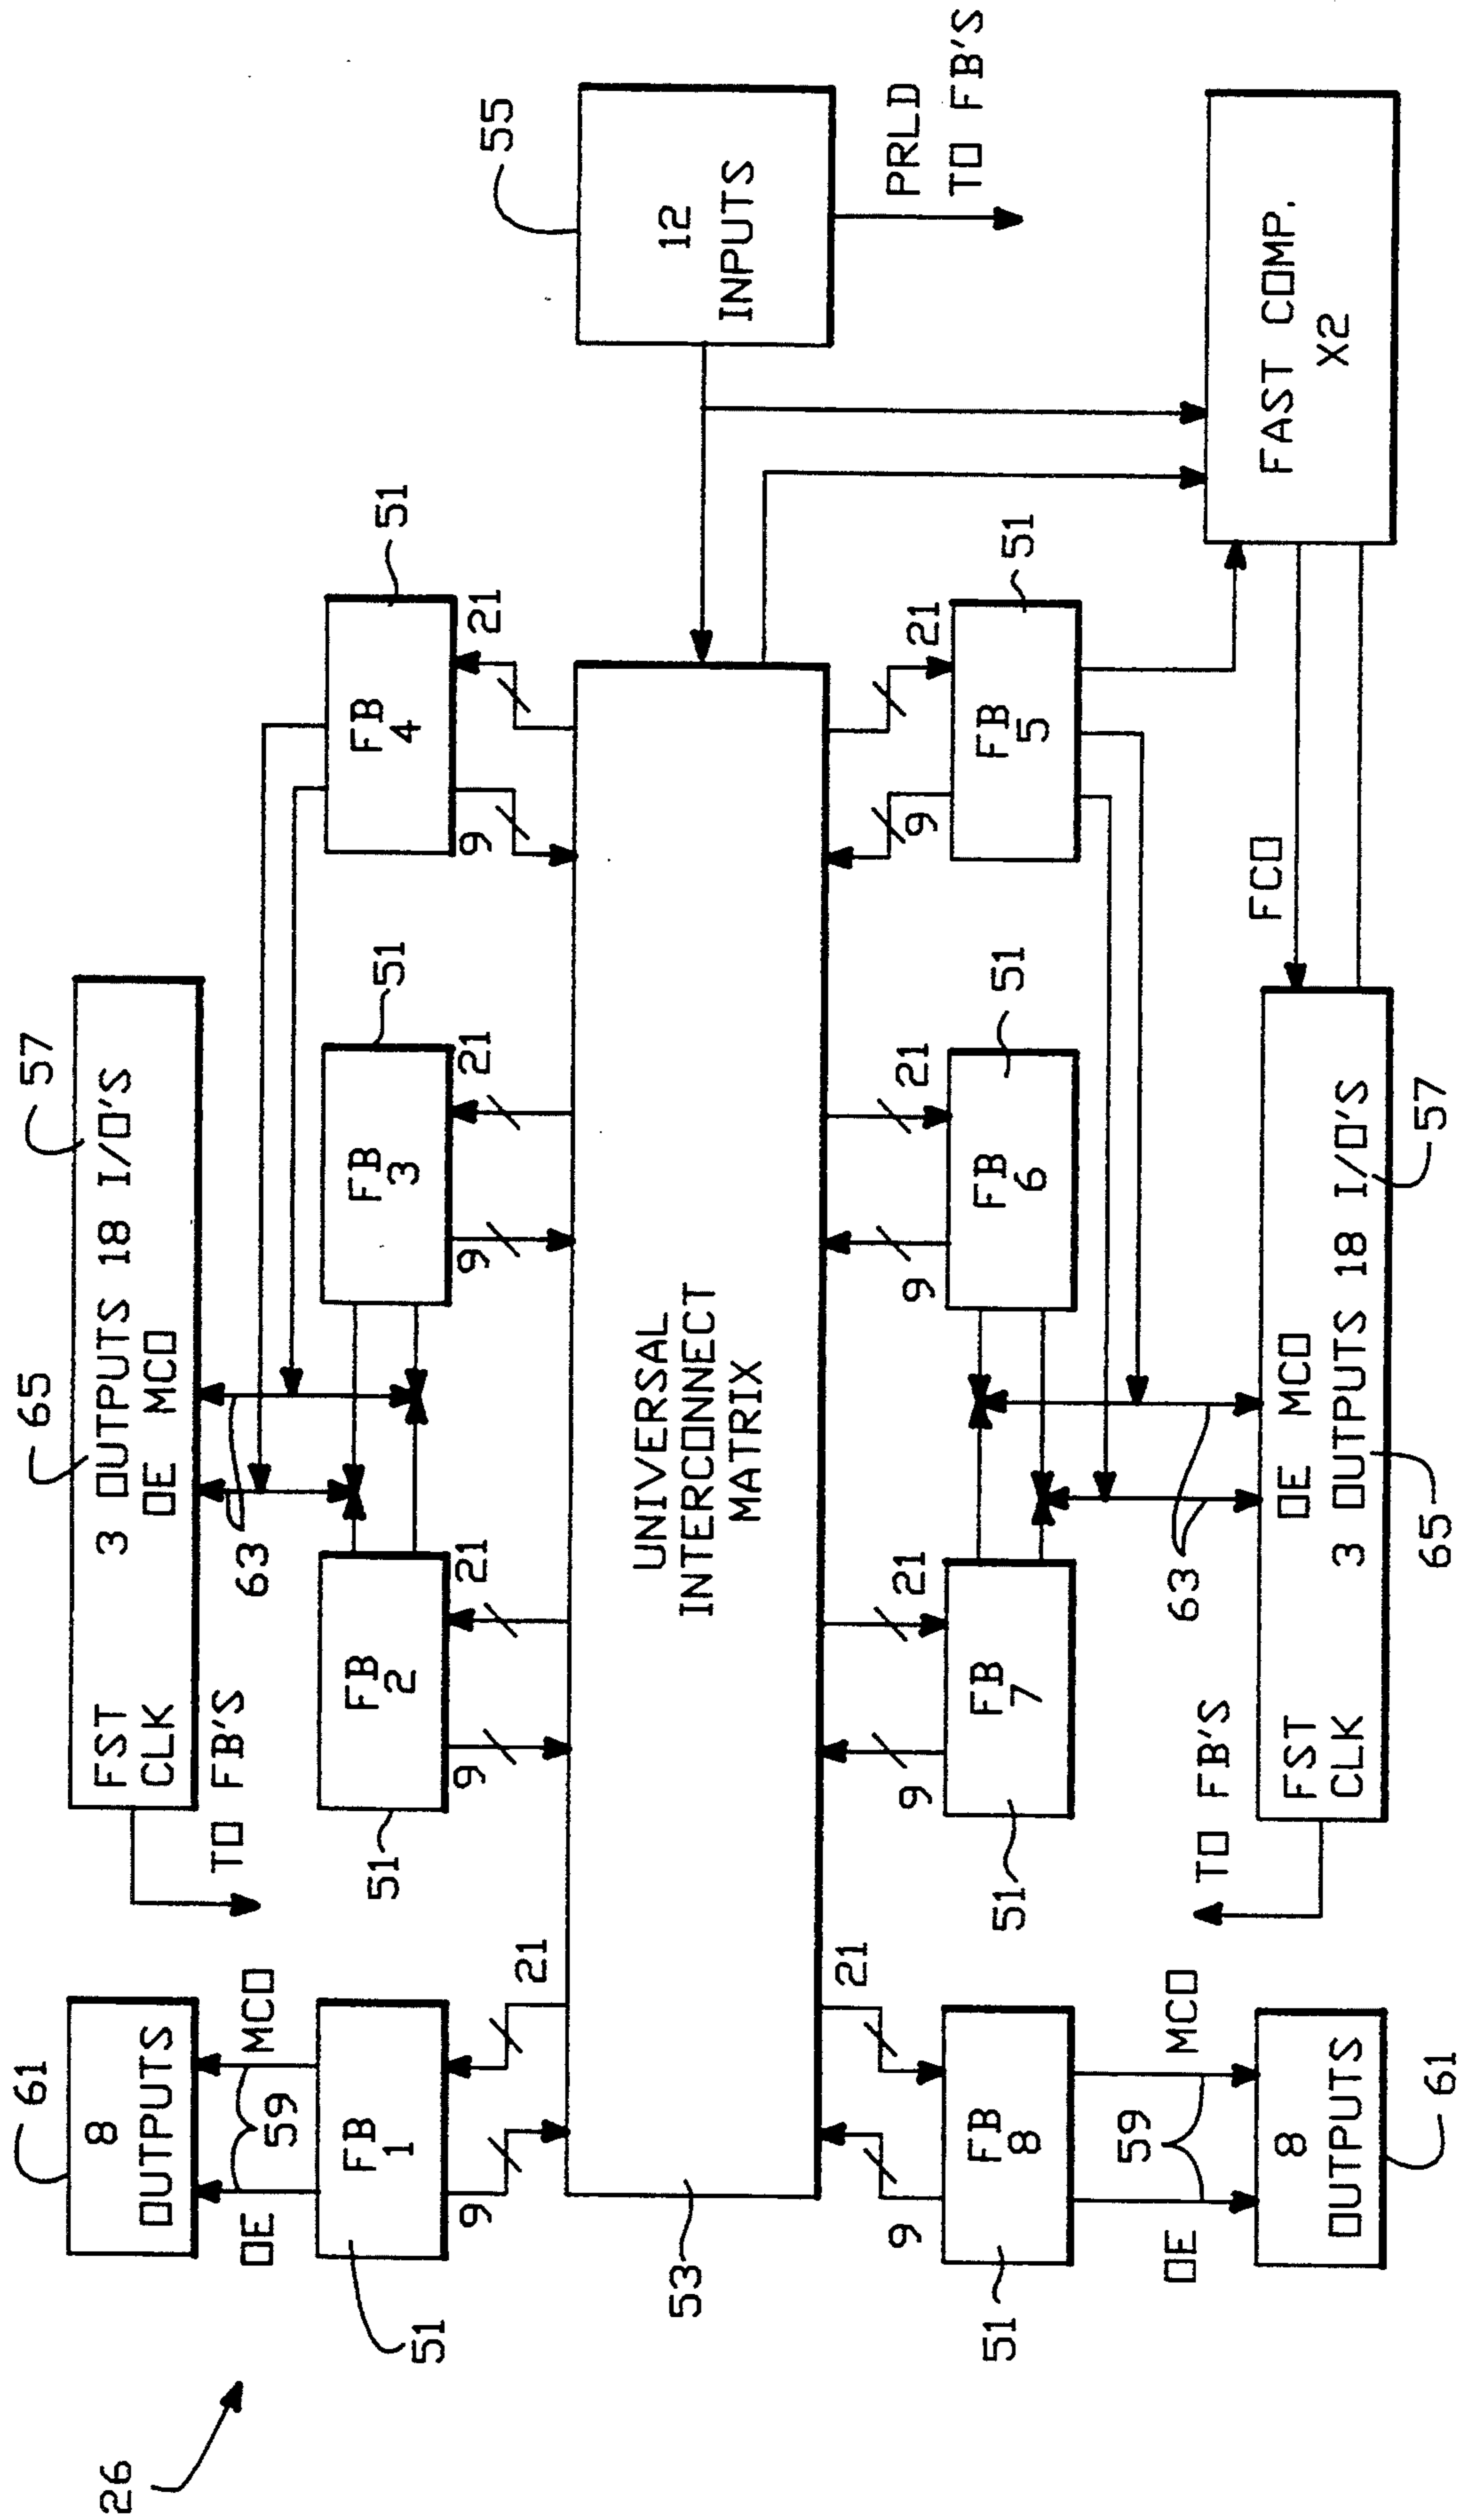 26
61
65
57
8
OUTPUTS
FST
CLK
3 OUTPUTS 18 I/O'S
OE MCO
OE
59
MCO
TO FB'S
63
51
FB
1
51
FB
2
FB
3
51
FB
4
51
9
21
9
21
9
21
9
21
55
12
INPUTS
53
UNIVERSAL
INTERCONNECT
MATRIX
PRLD
TO FB'S
9
21
9
21
9
21
9
21
FB
8
51
FB
7
51
FB
6
51
FB
5
51
OE
59
MCO
TO FB'S
63
FCO
FAST COMP.
X2
8
OUTPUTS
FST
CLK
OE MCO
3 OUTPUTS 18 I/O'S
61
65
57